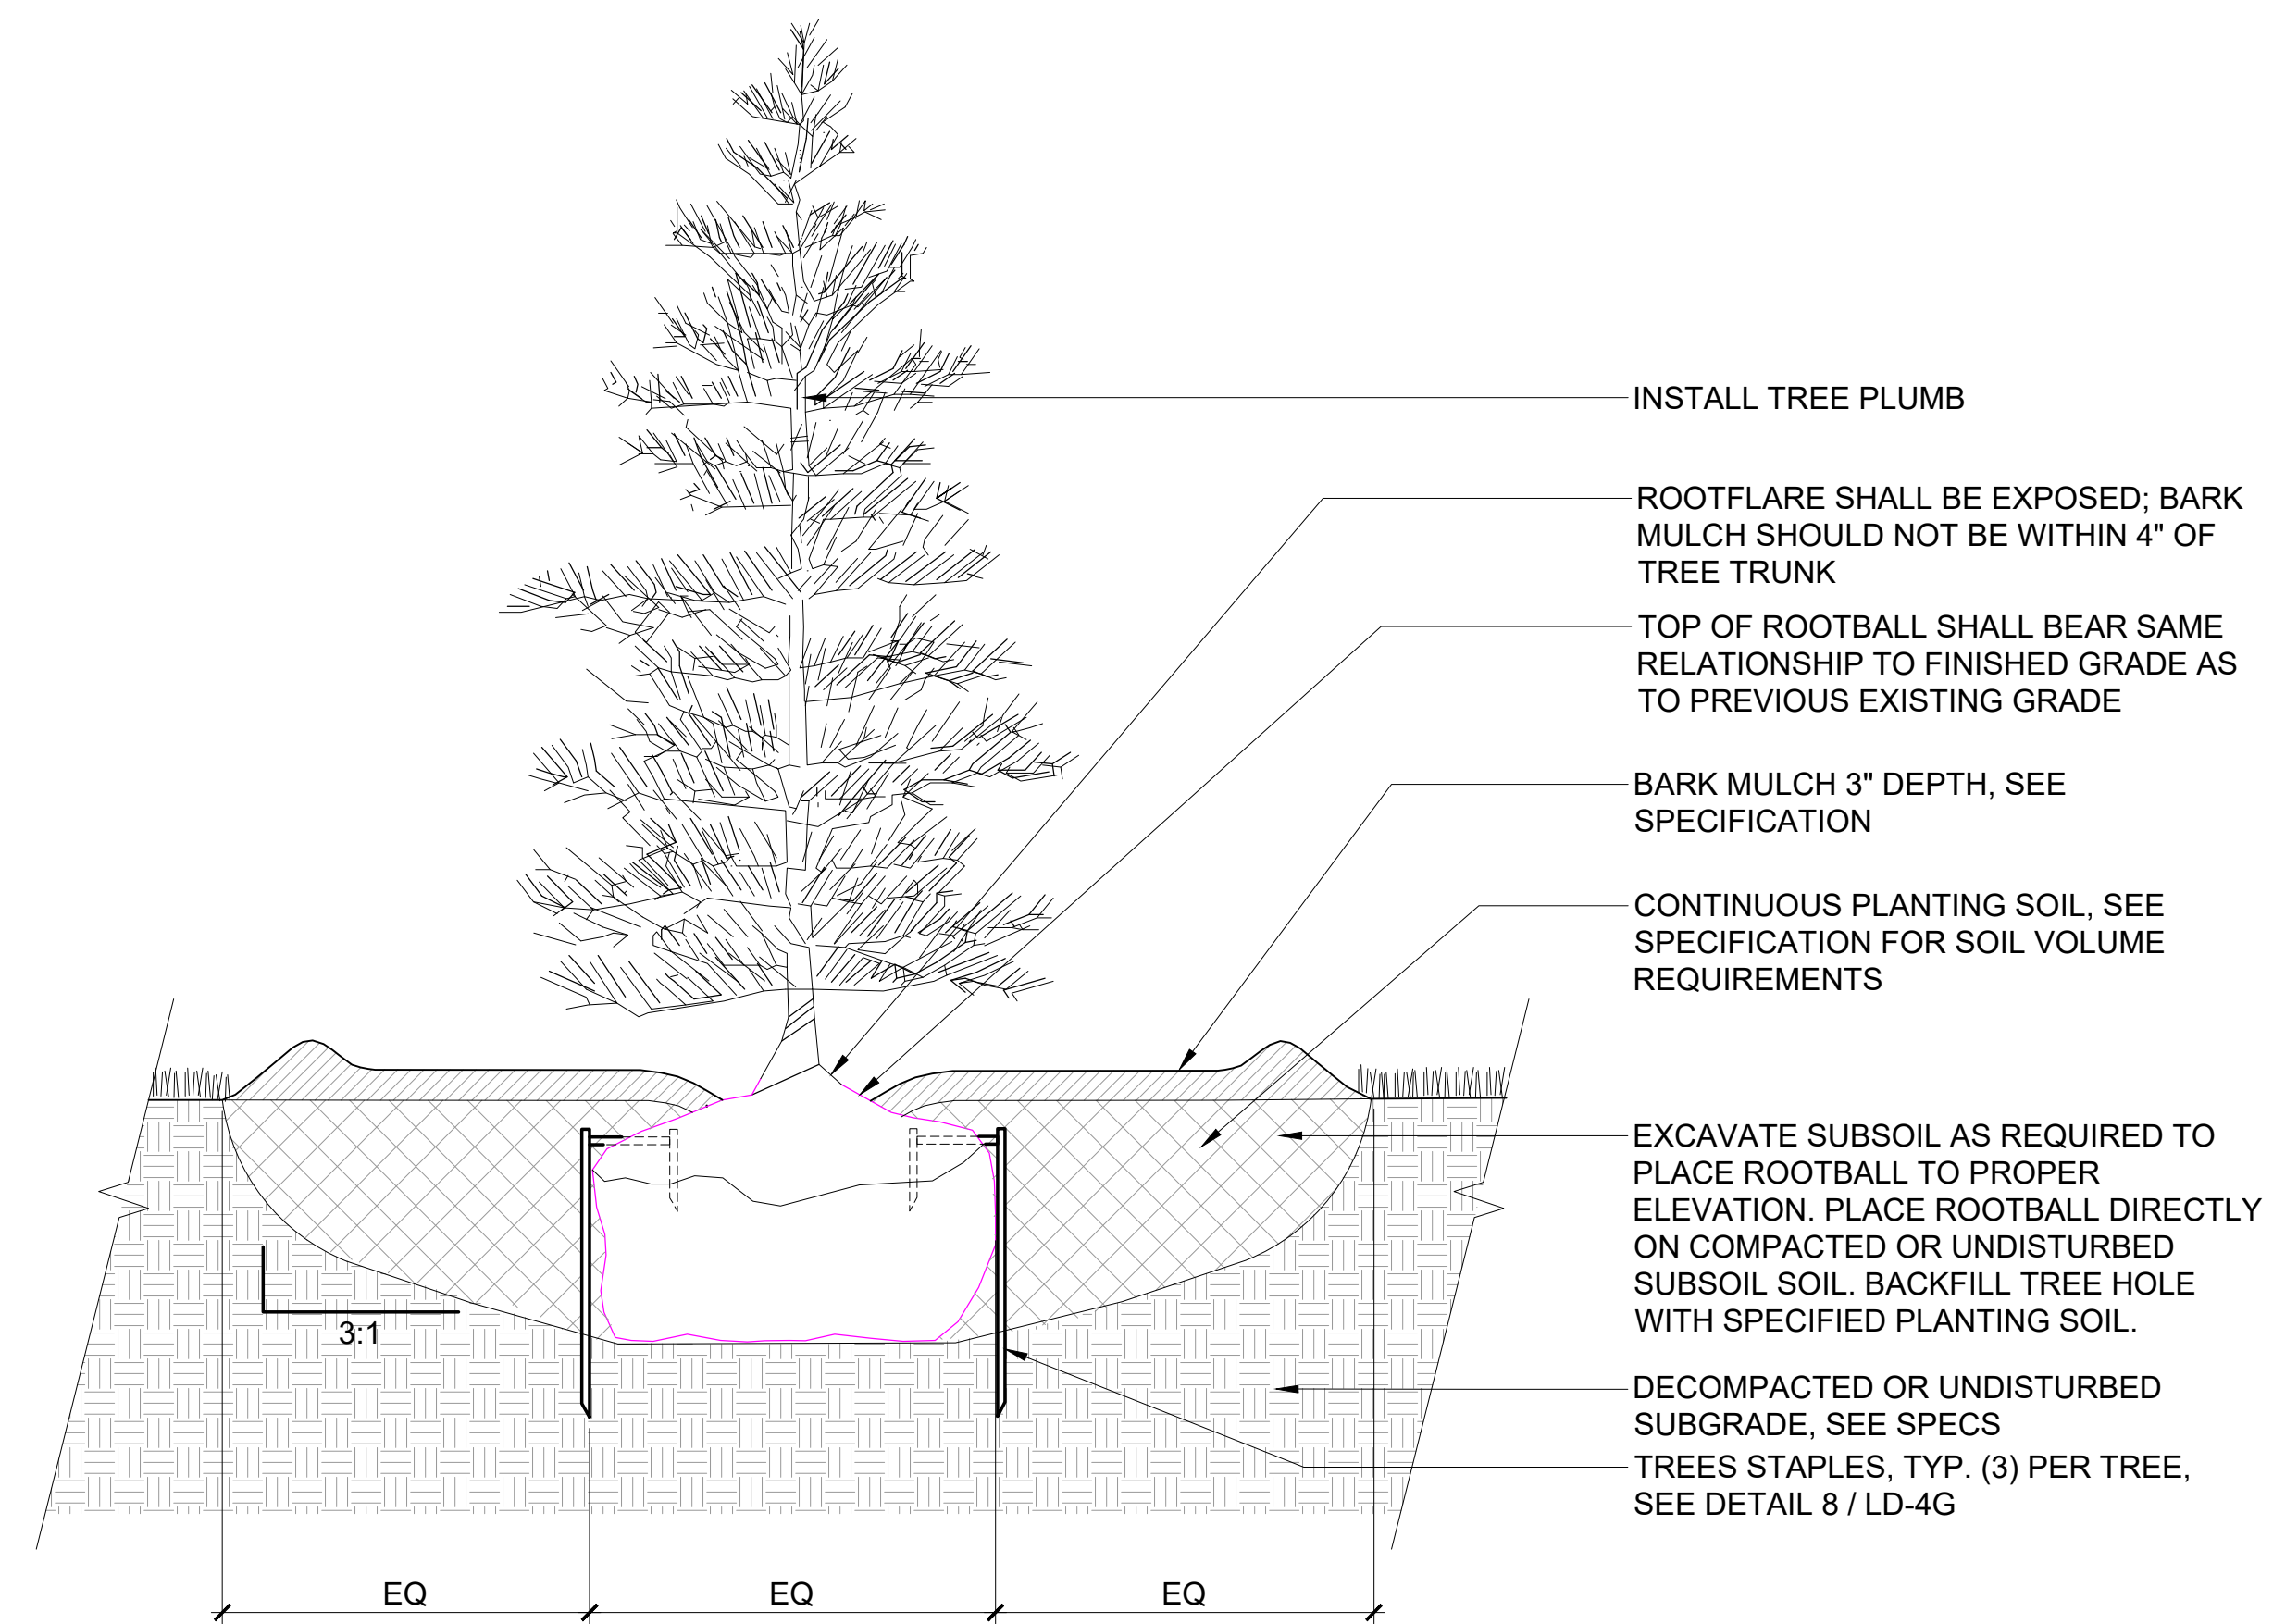 INSTALL TREE PLUMB
ROOTFLARE SHALL BE EXPOSED; BARK
MULCH SHOULD NOT BE WITHIN 4" OF
TREE TRUNK
TOP OF ROOTBALL SHALL BEAR SAME
RELATIONSHIP TO FINISHED GRADE AS
TO PREVIOUS EXISTING GRADE
BARK MULCH 3" DEPTH, SEE
SPECIFICATION
CONTINUOUS PLANTING SOIL, SEE
SPECIFICATION FOR SOIL VOLUME
REQUIREMENTS
EXCAVATE SUBSOIL AS REQUIRED TO
PLACE ROOTBALL TO PROPER
ELEVATION. PLACE ROOTBALL DIRECTLY
ON COMPACTED OR UNDISTURBED
SUBSOIL SOIL. BACKFILL TREE HOLE
WITH SPECIFIED PLANTING SOIL.
3:1
DECOMPACTED OR UNDISTURBED
SUBGRADE, SEE SPECS
TREES STAPLES, TYP. (3) PER TREE,
SEE DETAIL 8 / LD-4G
EQ EQ EQ